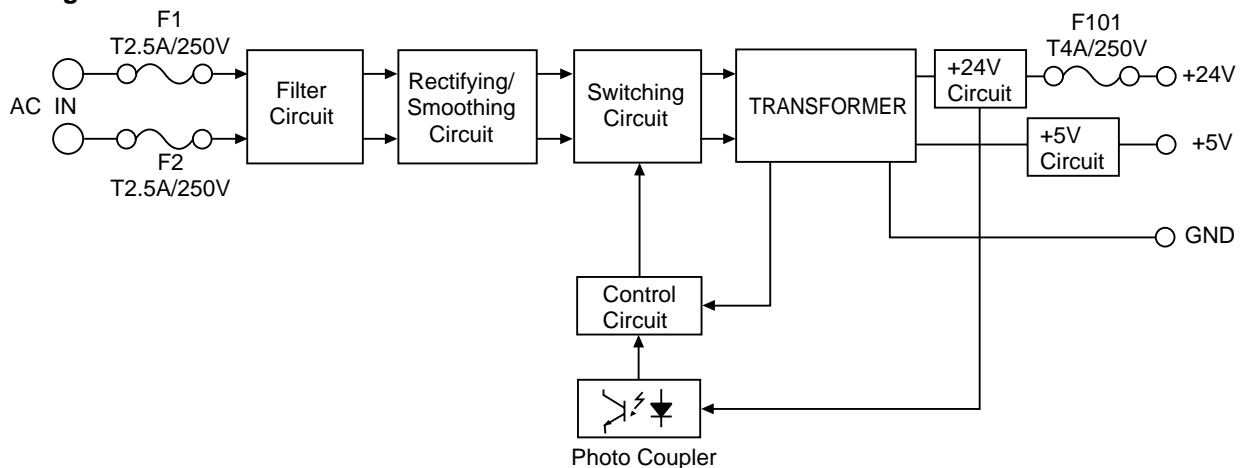 F1
T2.5A/250V
AC IN
F2
T2.5A/250V
Filter
Circuit
Rectifying/
Smoothing
Circuit
Switching
Circuit
TRANSFORMER
+24V
Circuit
F101
T4A/250V
+24V
+5V
Circuit
+5V
GND
Control
Circuit
Photo Coupler